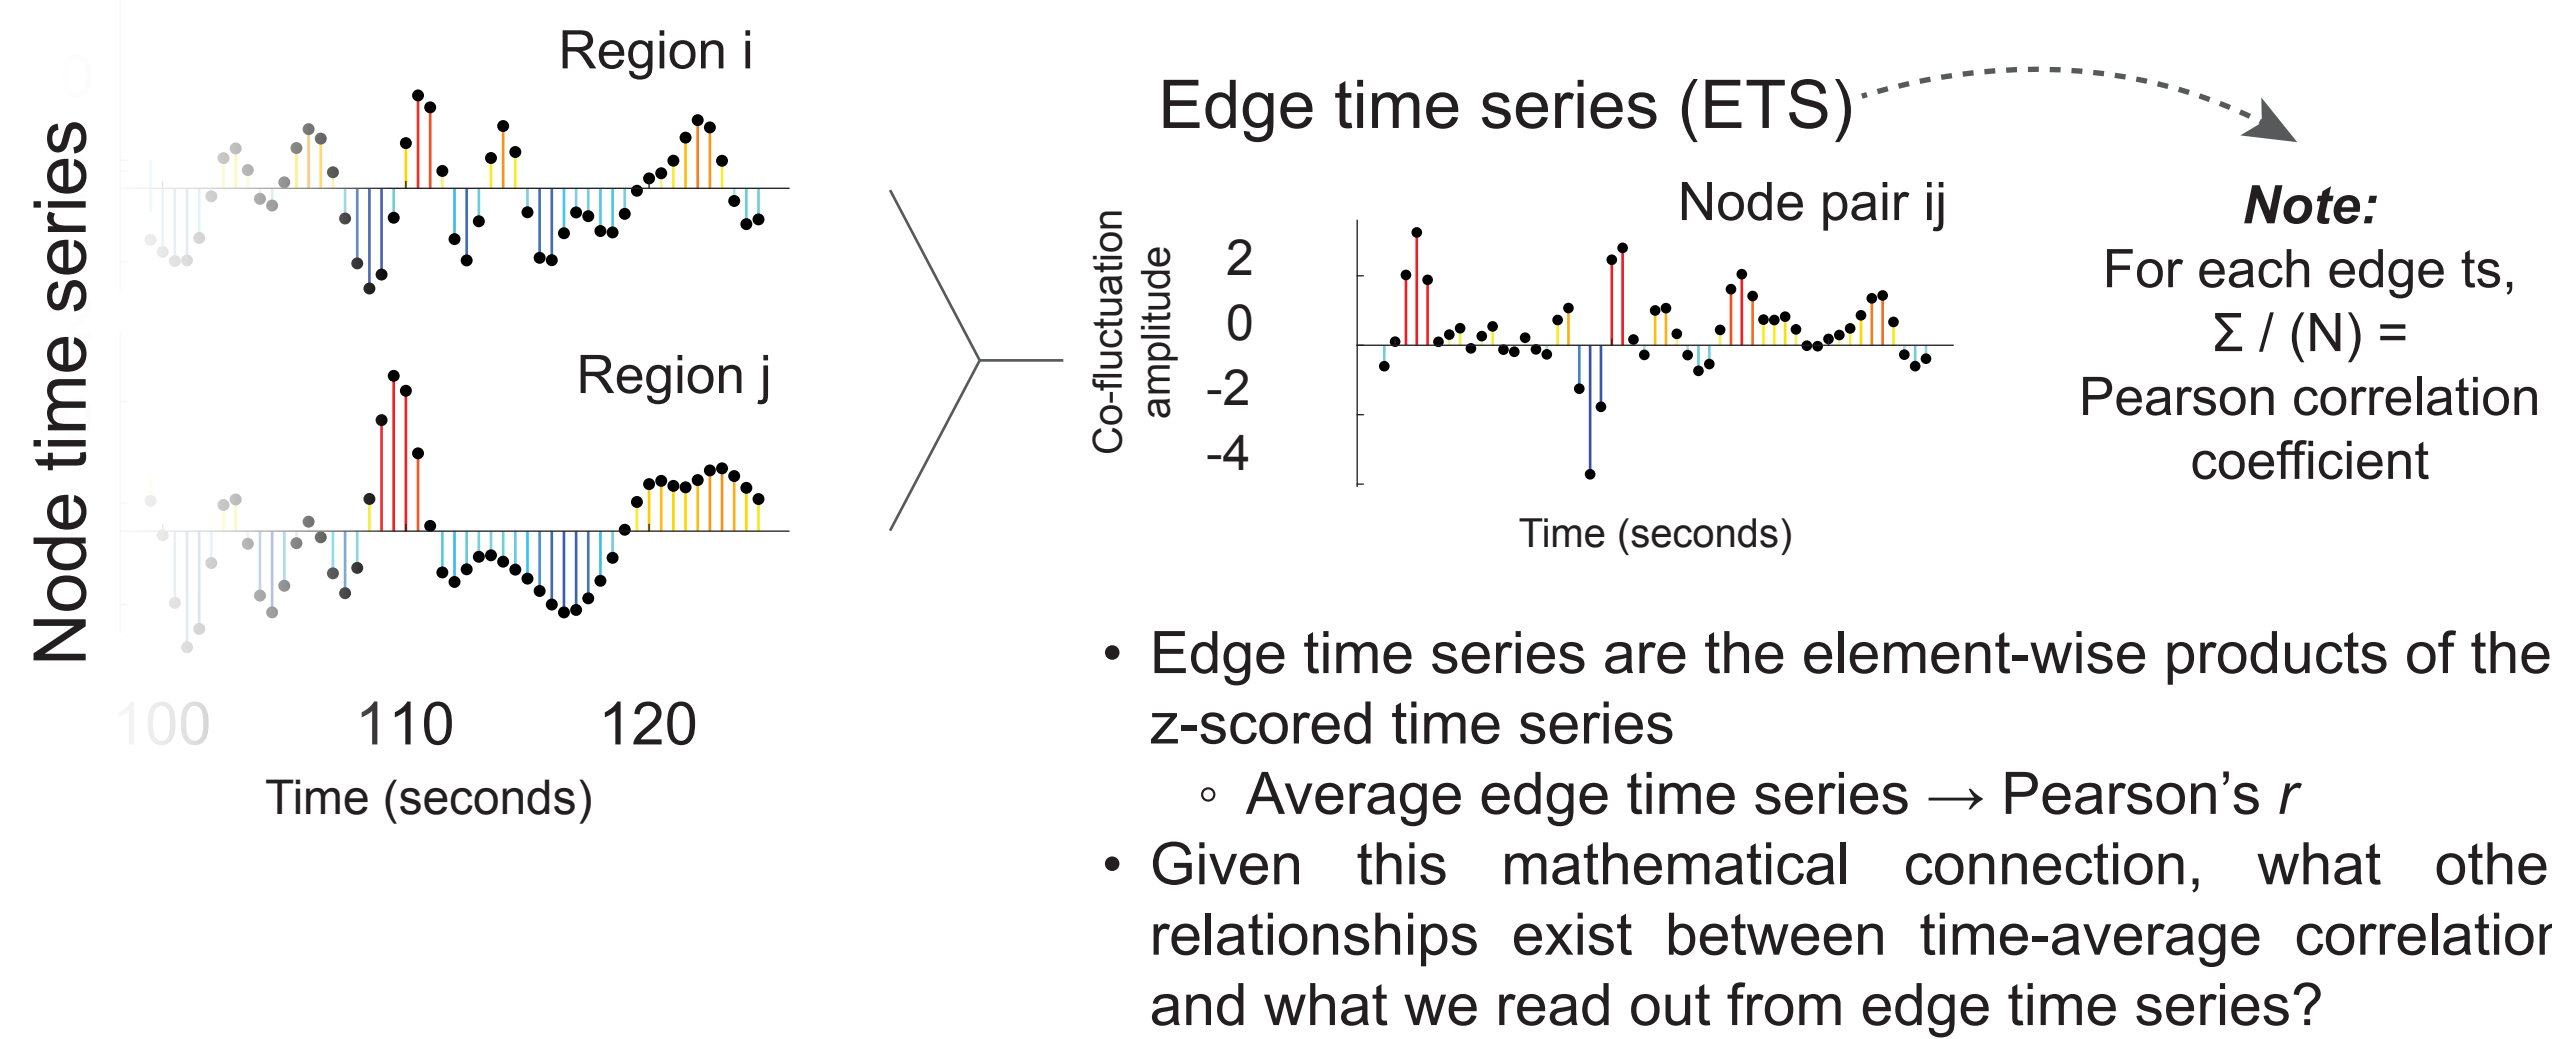 Node time series
0
Region i
Region j
100 110 120
Time (seconds)
Edge time series (ETS)
Node pair ij
Co-fluctuation
amplitude
2
0
-2
-4
Time (seconds)
Note:
For each edge ts,
Σ / (N) =
Pearson correlation
coefficient
• Edge time series are the element-wise products of the
z-scored time series
◦ Average edge time series → Pearson’s r
• Given this mathematical connection, what othe
relationships exist between time-average correlation
and what we read out from edge time series?